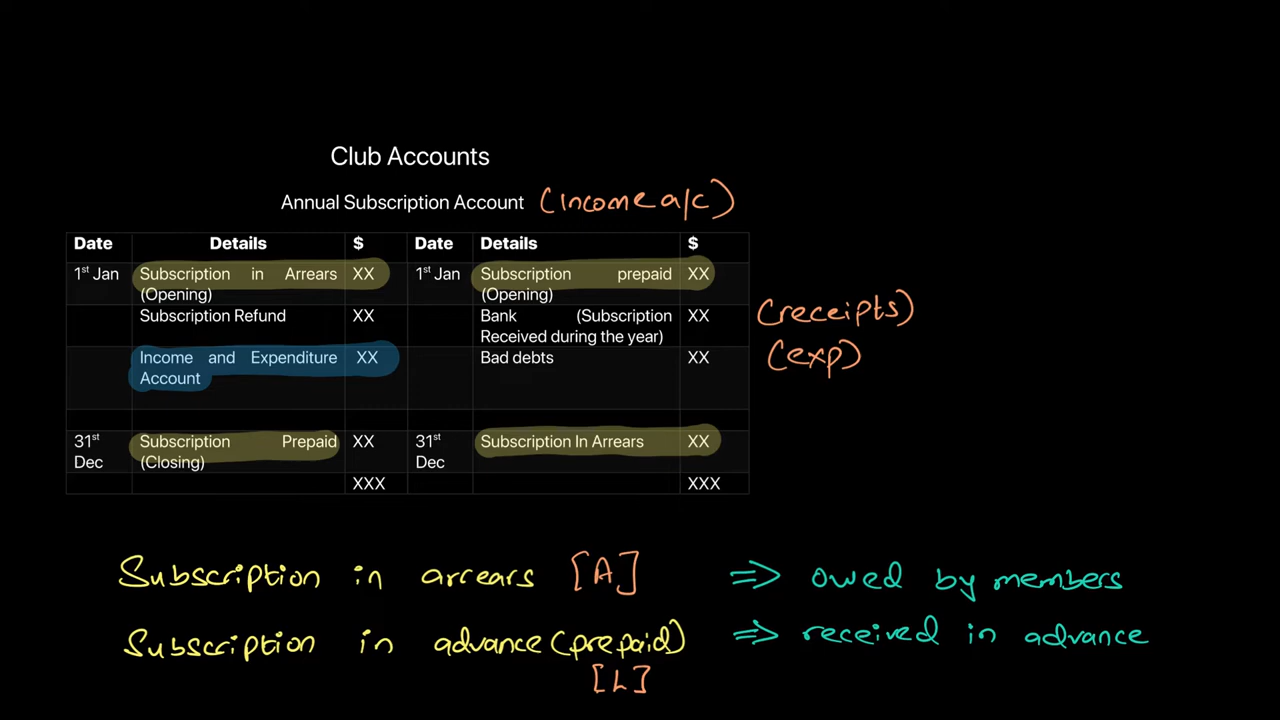 Club Accounts
Annual Subscription Account (Income a/c)
Date Details $ Date Details $
1st Jan Subscription in Arrears XX 1st Jan Subscription prepaid XX
(Opening) (Opening)
Subscription Refund XX Bank (Subscription XX (receipts)
Received during the year)
Income and Expenditure XX Bad debts XX (exp)
Account
31st Subscription Prepaid XX 31st Subscription In Arrears XX
Dec (Closing) Dec
XXX XXX
Subscription in arrears [A] ⇒ owed by members
Subscription in advance (prepaid) ⇒ received in advance
[L]